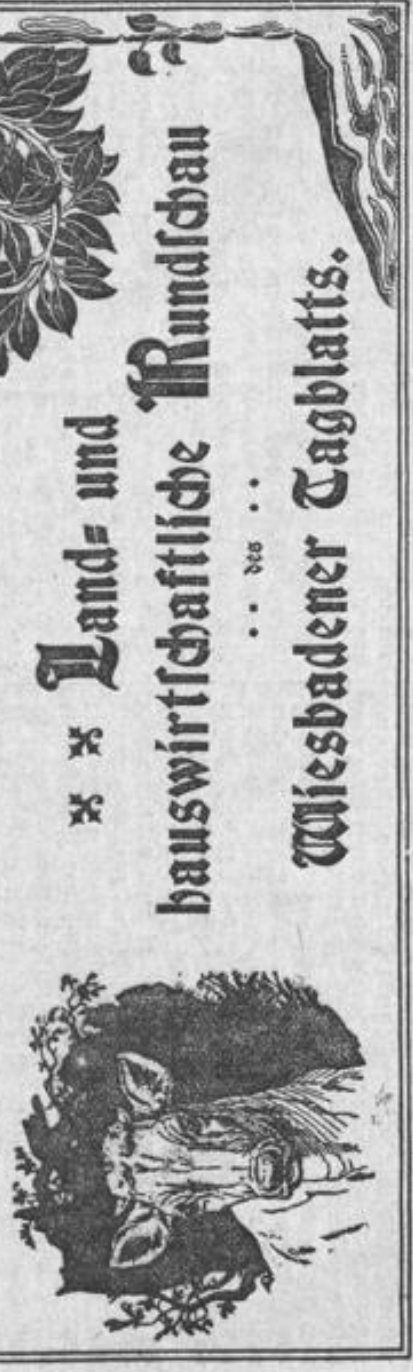 Land- und
hauswirtschaftliche Rundschau
des
Wiesbadener Tagblatts.